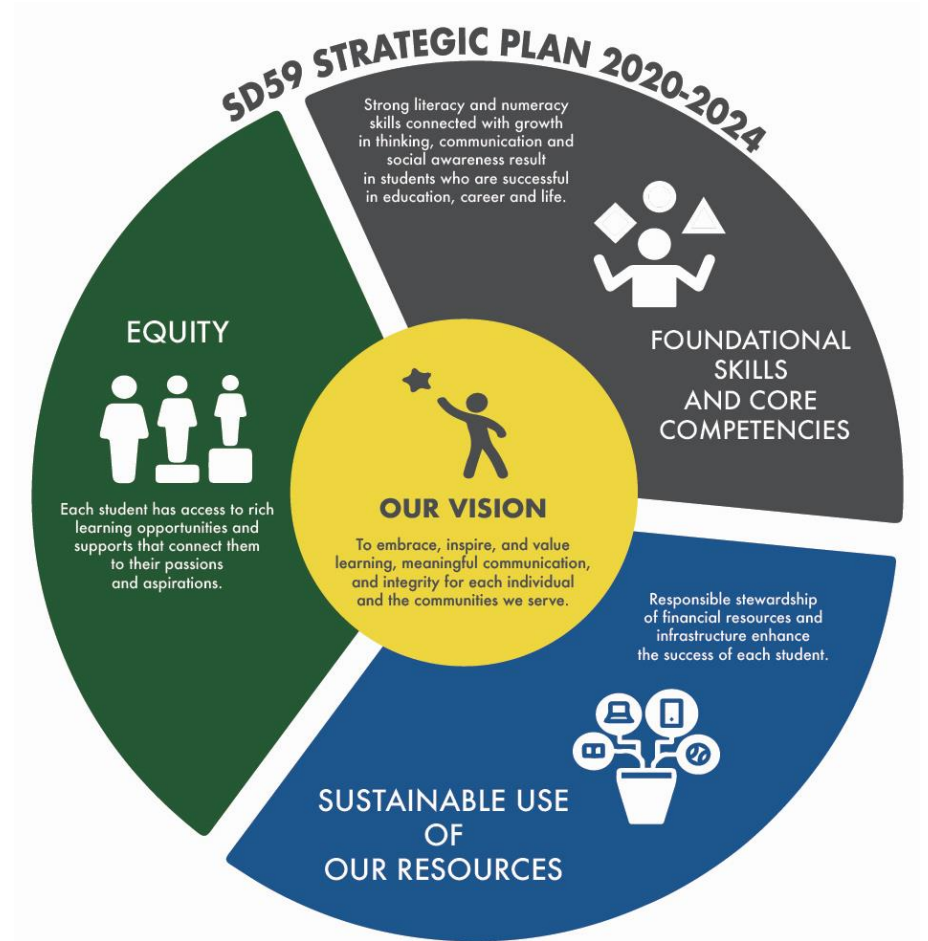 SD59 STRATEGIC PLAN 2020-2024
Strong literacy and numeracy
skills connected with growth
in thinking, communication and
social awareness result
in students who are successful
in education, career and life.
FOUNDATIONAL
SKILLS
AND CORE
COMPETENCIES
EQUITY
Each student has access to rich
learning opportunities and
supports that connect them
to their passions
and aspirations.
OUR VISION
To embrace, inspire, and value
learning, meaningful communication,
and integrity for each individual
and the communities we serve.
Responsible stewardship
of financial resources and
infrastructure enhance
the success of each student.
SUSTAINABLE USE
OF
OUR RESOURCES